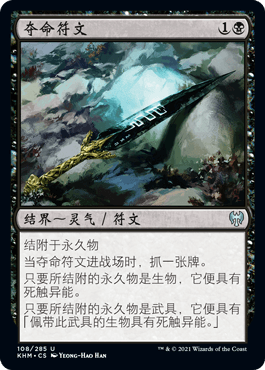 夺命符文 1
结界～灵气 / 符文
结附于永久物
当夺命符文进战场时，抓一张牌。
只要所结附的永久物是生物，它便具有
死触异能。
只要所结附的永久物是武具，它便具有
「佩带此武具的生物具有死触异能。」
108/285 U
KHM • CS Yeong-Hao Han
™ & © 2021 Wizards of the Coast